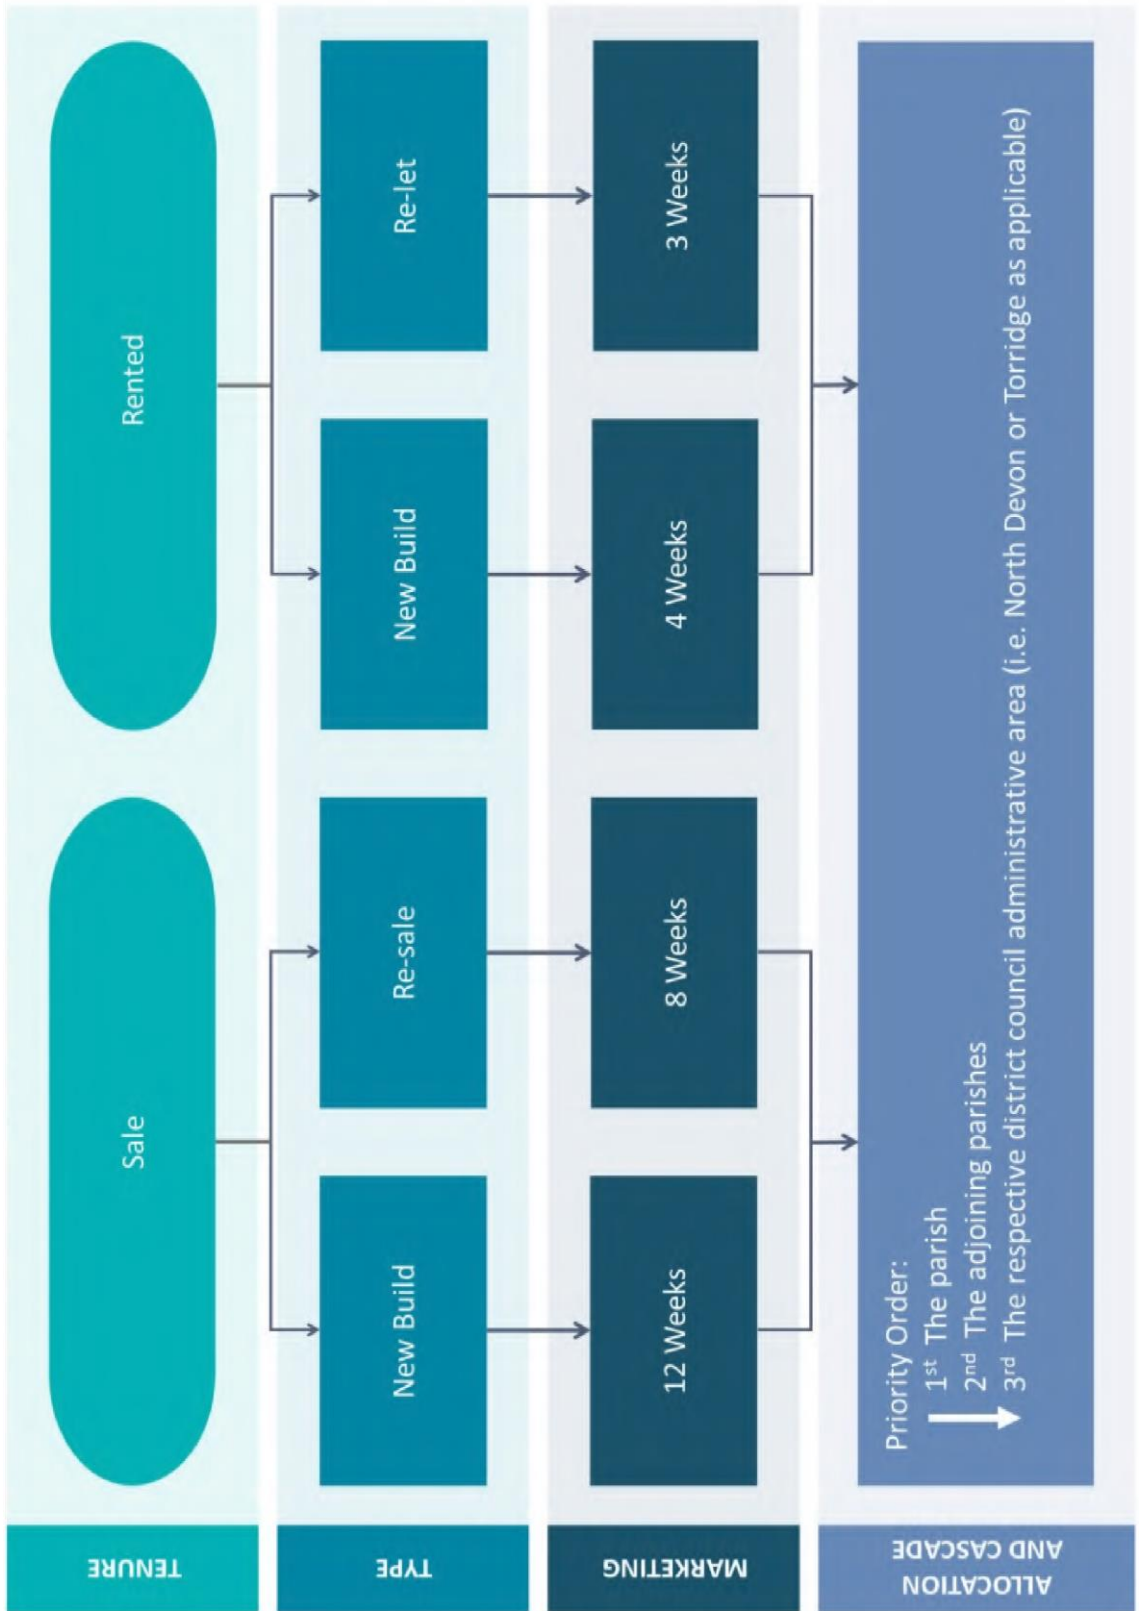 TENURE
Sale
Rented
TYPE
New Build
Re-sale
New Build
Re-let
MARKETING
12 Weeks
8 Weeks
4 Weeks
3 Weeks
ALLOCATION
AND CASCADE
Priority Order:
1st The parish
2nd The adjoining parishes
3rd The respective district council administrative area (i.e. North Devon or Torridge as applicable)